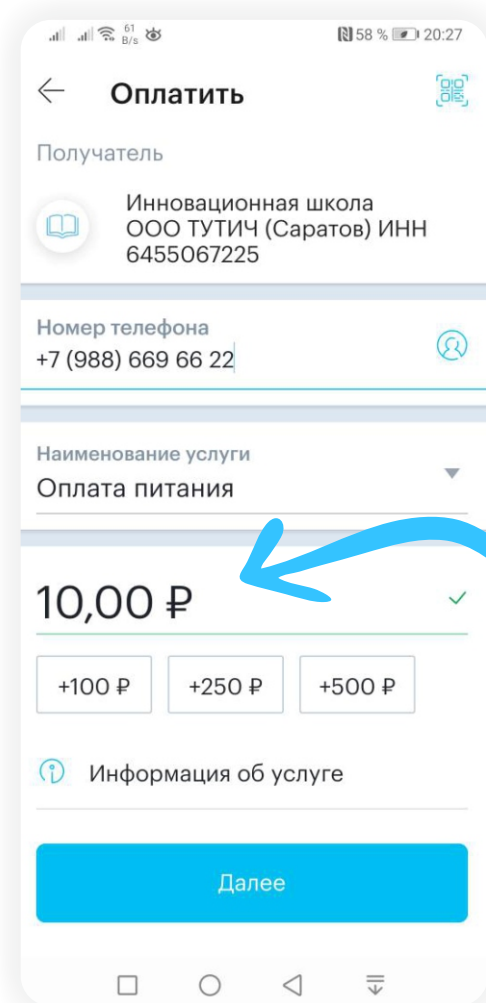 61 B/s 58 % 20:27
Оплатить
Получатель
Инновационная школа
ООО ТУТИЧ (Саратов) ИНН
6455067225
Номер телефона
+7 (988) 669 66 22
Наименование услуги
Оплата питания
10,00 ₽
+100 ₽ +250 ₽ +500 ₽
Информация об услуге
Далее